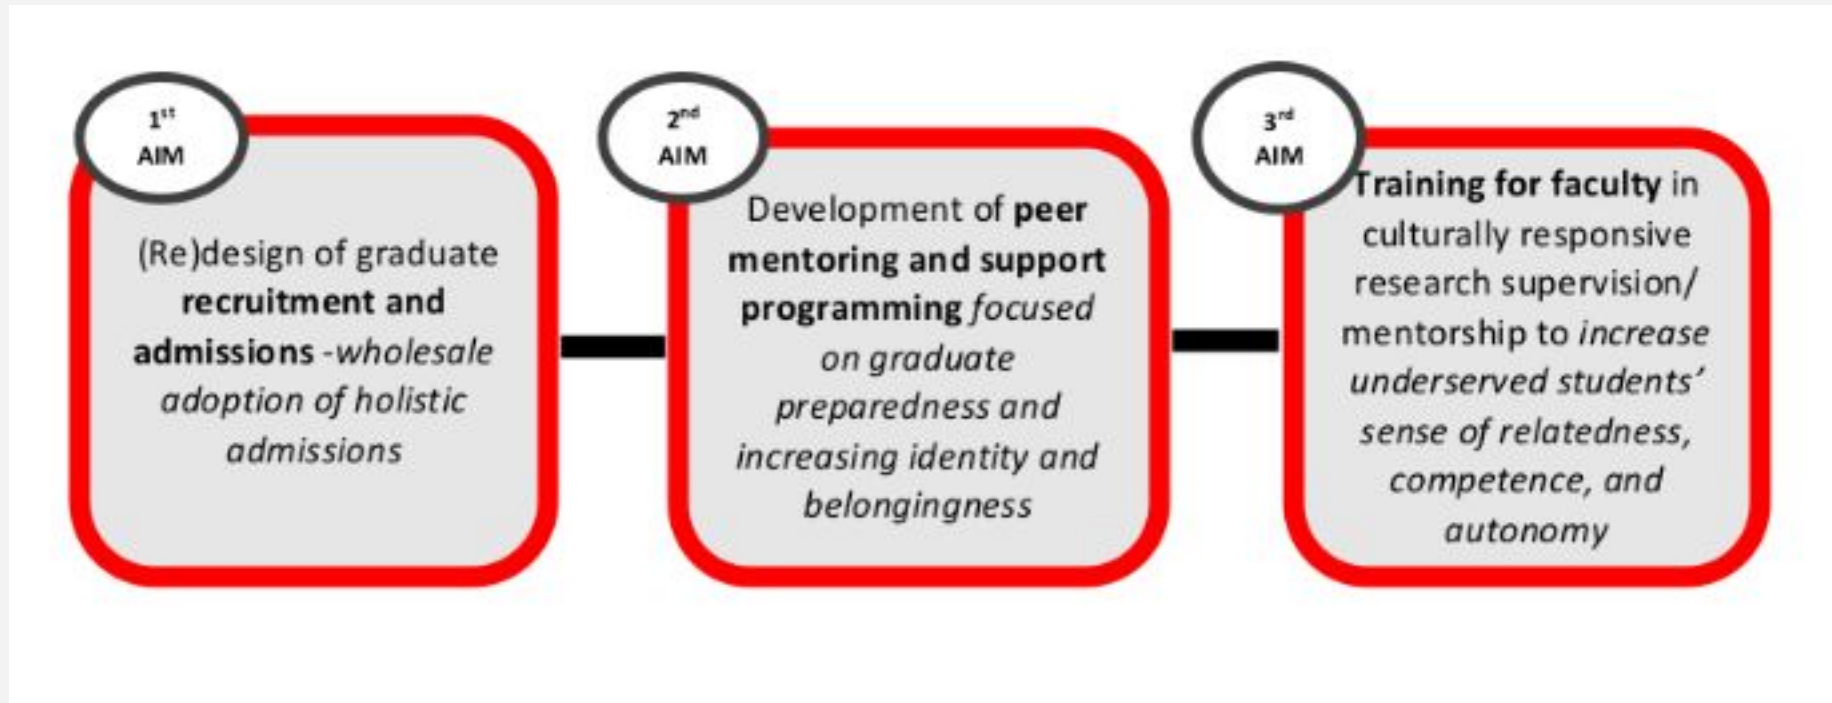 1st
AIM
(Re)design of graduate
recruitment and
admissions -wholesale
adoption of holistic
admissions
2nd
AIM
Development of peer
mentoring and support
programming focused
on graduate
preparedness and
increasing identity and
belongingness
3rd
AIM
Training for faculty in
culturally responsive
research supervision/
mentorship to increase
underserved students’
sense of relatedness,
competence, and
autonomy